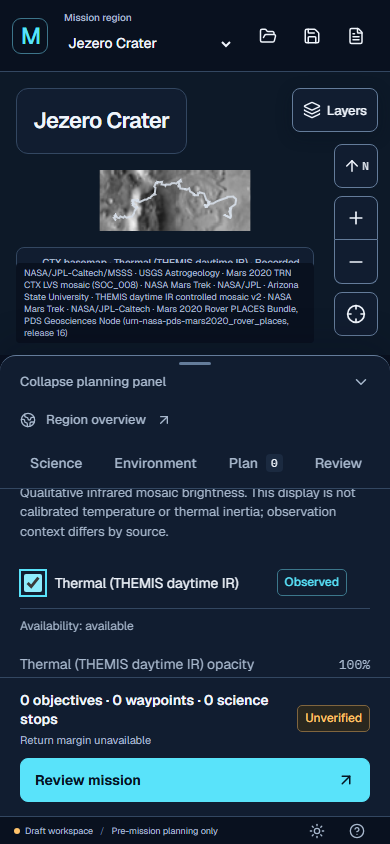 M
Mission region
Jezero Crater
Jezero Crater
Layers
N
CTX basemap · Thermal (THEMIS daytime IR) · Recorded
NASA/JPL-Caltech/MSSS · USGS Astrogeology · Mars 2020 TRN
CTX LVS mosaic (SOC_008) · NASA Mars Trek · NASA/JPL · Arizona
State University · THEMIS daytime IR controlled mosaic v2 · NASA
Mars Trek · NASA/JPL-Caltech · Mars 2020 Rover PLACES Bundle,
PDS Geosciences Node (urn-nasa-pds-mars2020_rover_places,
release 16)
Collapse planning panel
Region overview
Science Environment Plan 0 Review
Qualitative infrared mosaic brightness. This display is not
calibrated temperature or thermal inertia; observation
context differs by source.
Thermal (THEMIS daytime IR) Observed
Availability: available
Thermal (THEMIS daytime IR) opacity 100%
0 objectives · 0 waypoints · 0 science
stops
Unverified
Return margin unavailable
Review mission
Draft workspace / Pre-mission planning only